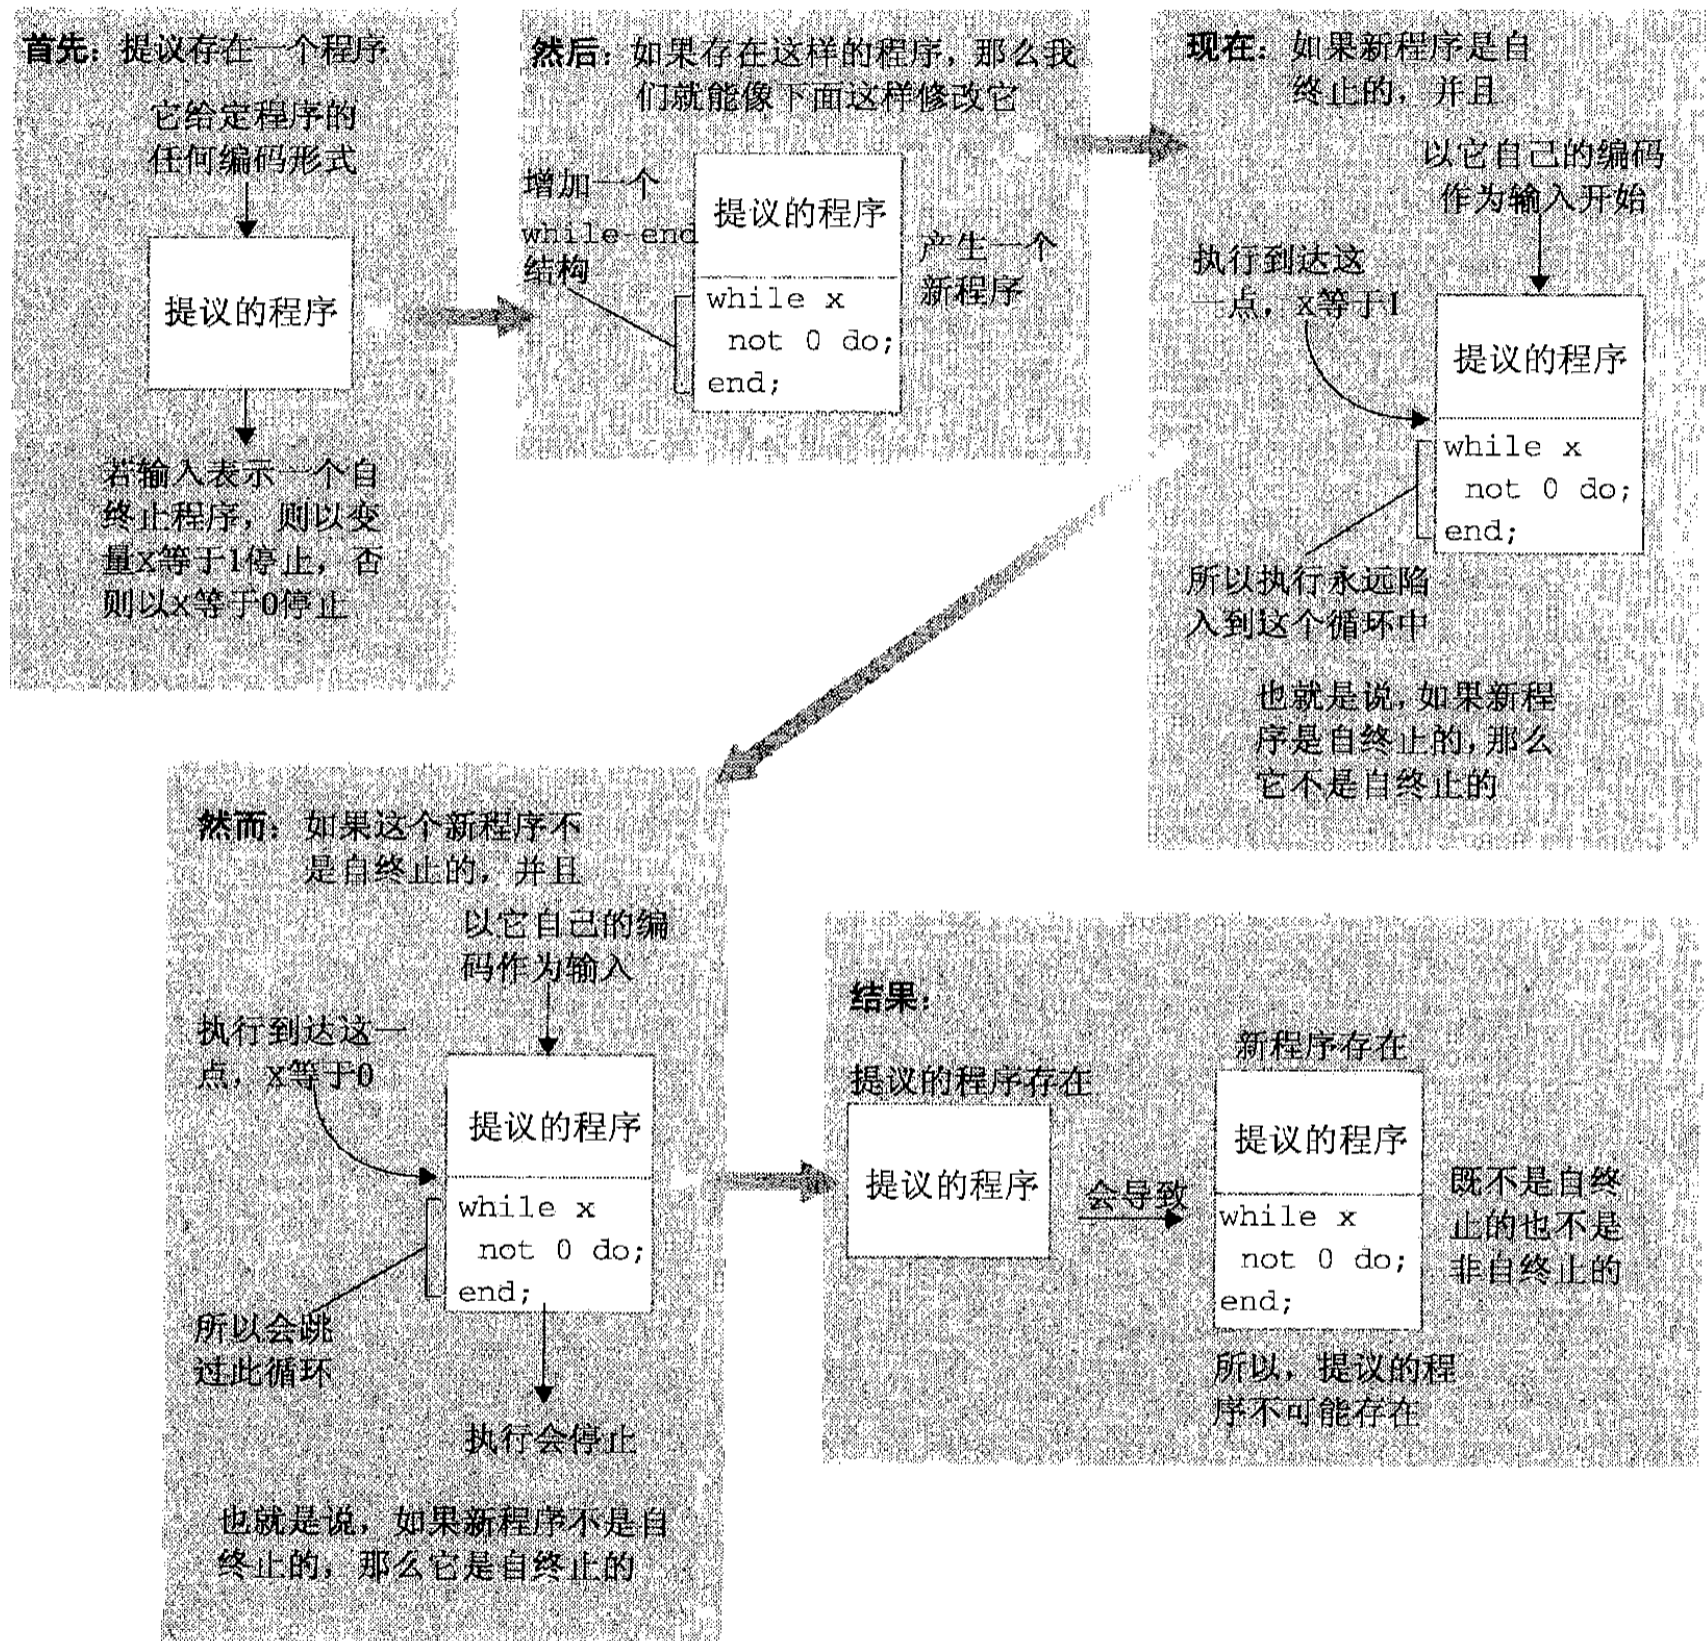 首先：提议存在一个程序
它给定程序的
任何编码形式
提议的程序
若输入表示一个自
终止程序，则以变
量x等于1停止，否
则以x等于0停止
然后：如果存在这样的程序，那么我
们就能像下面这样修改它
增加一个
while-end
结构
提议的程序
while x
not 0 do;
end;
产生一个
新程序
现在：如果新程序是自
终止的，并且
以它自己的编码
作为输入开始
执行到达这
一点，x等于1
提议的程序
while x
not 0 do;
end;
所以执行永远陷
入到这个循环中
也就是说，如果新程
序是自终止的，那么
它不是自终止的
然而：如果这个新程序不
是自终止的，并且
以它自己的编
码作为输入
执行到达这一
点，x等于0
提议的程序
while x
not 0 do;
end;
所以会跳
过此循环
执行会停止
也就是说，如果新程序不是自
终止的，那么它是自终止的
结果：
提议的程序存在
提议的程序
会导致
新程序存在
提议的程序
while x
not 0 do;
end;
既不是自终
止的也不是
非自终止的
所以，提议的程
序不可能存在